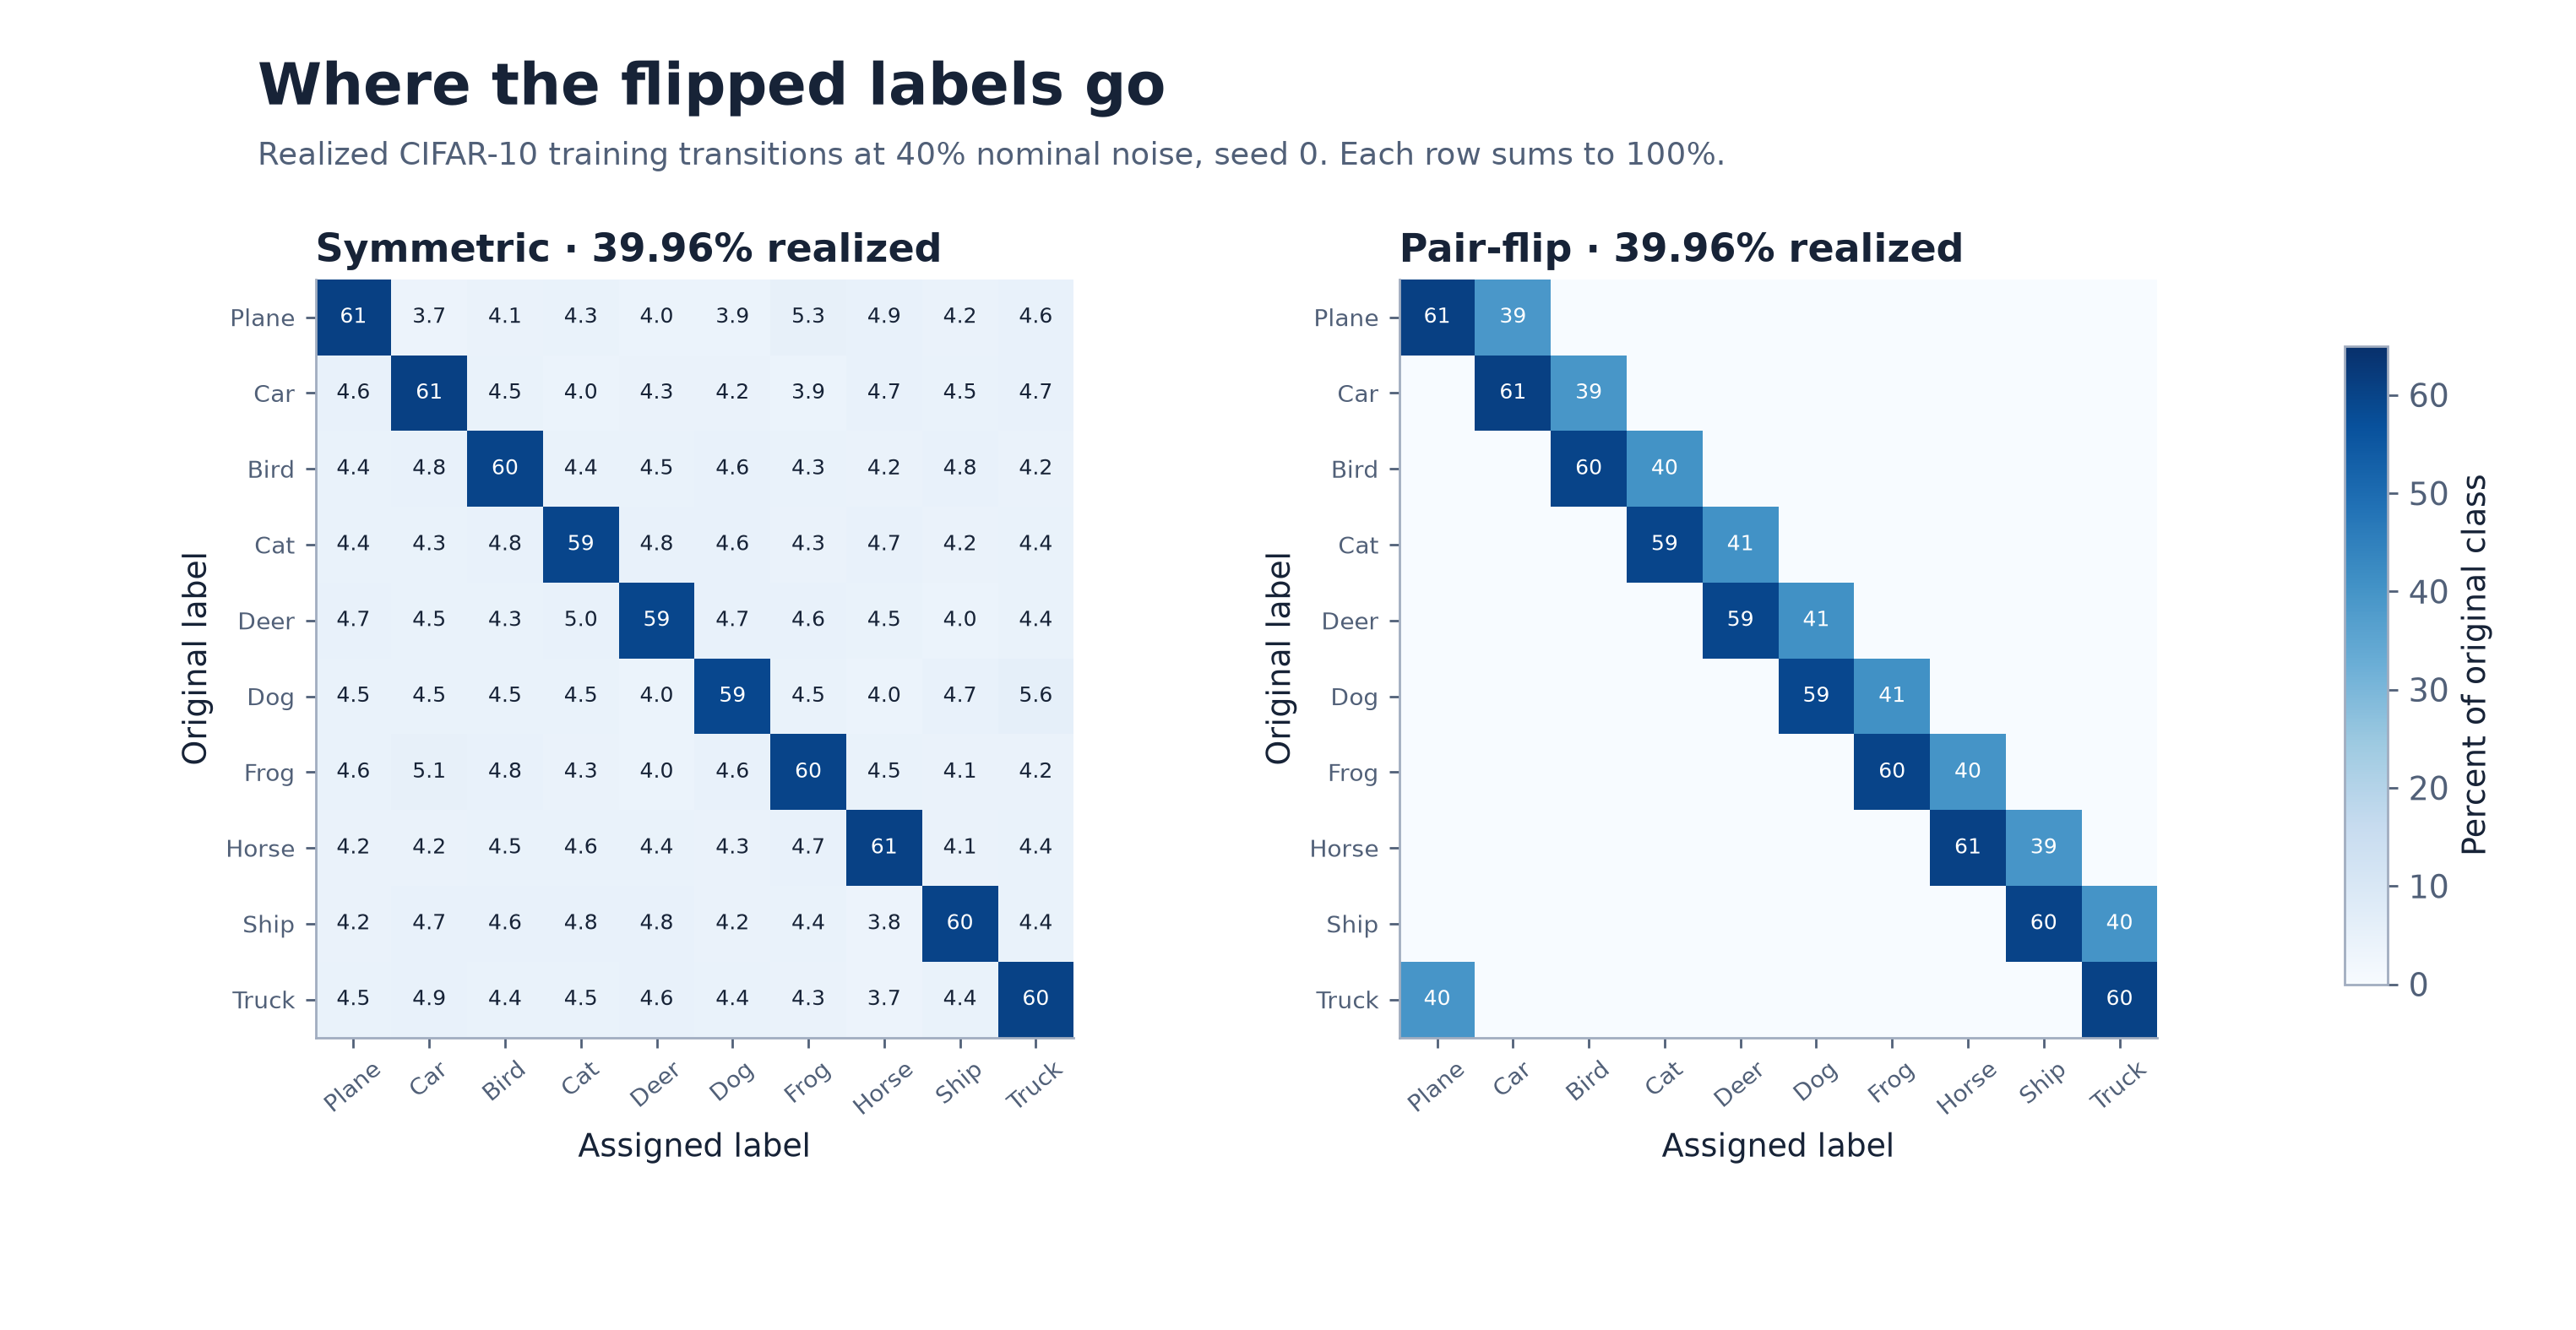 Where the flipped labels go
Realized CIFAR-10 training transitions at 40% nominal noise, seed 0. Each row sums to 100%.
Symmetric · 39.96% realized
Original label
Plane 61 3.7 4.1 4.3 4.0 3.9 5.3 4.9 4.2 4.6
Car 4.6 61 4.5 4.0 4.3 4.2 3.9 4.7 4.5 4.7
Bird 4.4 4.8 60 4.4 4.5 4.6 4.3 4.2 4.8 4.2
Cat 4.4 4.3 4.8 59 4.8 4.6 4.3 4.7 4.2 4.4
Deer 4.7 4.5 4.3 5.0 59 4.7 4.6 4.5 4.0 4.4
Dog 4.5 4.5 4.5 4.5 4.0 59 4.5 4.0 4.7 5.6
Frog 4.6 5.1 4.8 4.3 4.0 4.6 60 4.5 4.1 4.2
Horse 4.2 4.2 4.5 4.6 4.4 4.3 4.7 61 4.1 4.4
Ship 4.2 4.7 4.6 4.8 4.8 4.2 4.4 3.8 60 4.4
Truck 4.5 4.9 4.4 4.5 4.6 4.4 4.3 3.7 4.4 60
Plane Car Bird Cat Deer Dog Frog Horse Ship Truck
Assigned label
Pair-flip · 39.96% realized
Original label
Plane 61 39
Car 61 39
Bird 60 40
Cat 59 41
Deer 59 41
Dog 59 41
Frog 60 40
Horse 61 39
Ship 60 40
Truck 40 60
Plane Car Bird Cat Deer Dog Frog Horse Ship Truck
Assigned label
60
50
40
30
20
10
0
Percent of original class